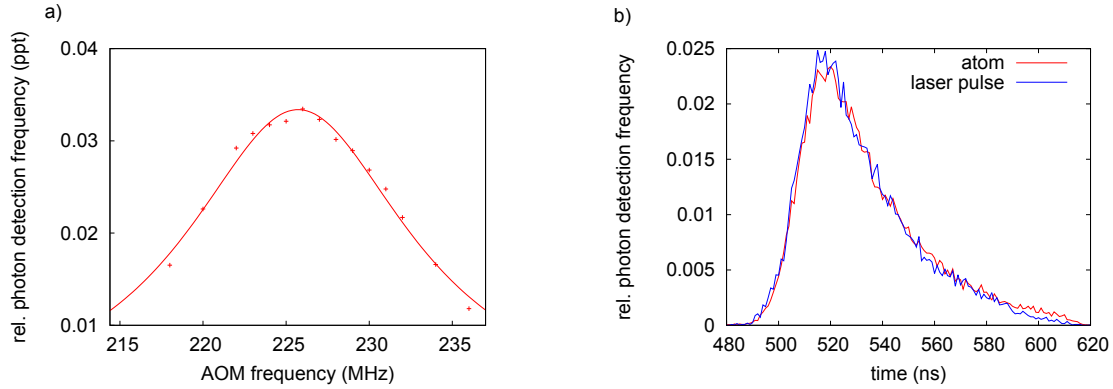 a)
rel. photon detection frequency (ppt)
0.04
0.03
0.02
0.01
215 220 225 230 235
AOM frequency (MHz)
b)
rel. photon detection frequency
0.025
0.02
0.015
0.01
0.005
0
480 500 520 540 560 580 600 620
time (ns)
atom
laser pulse